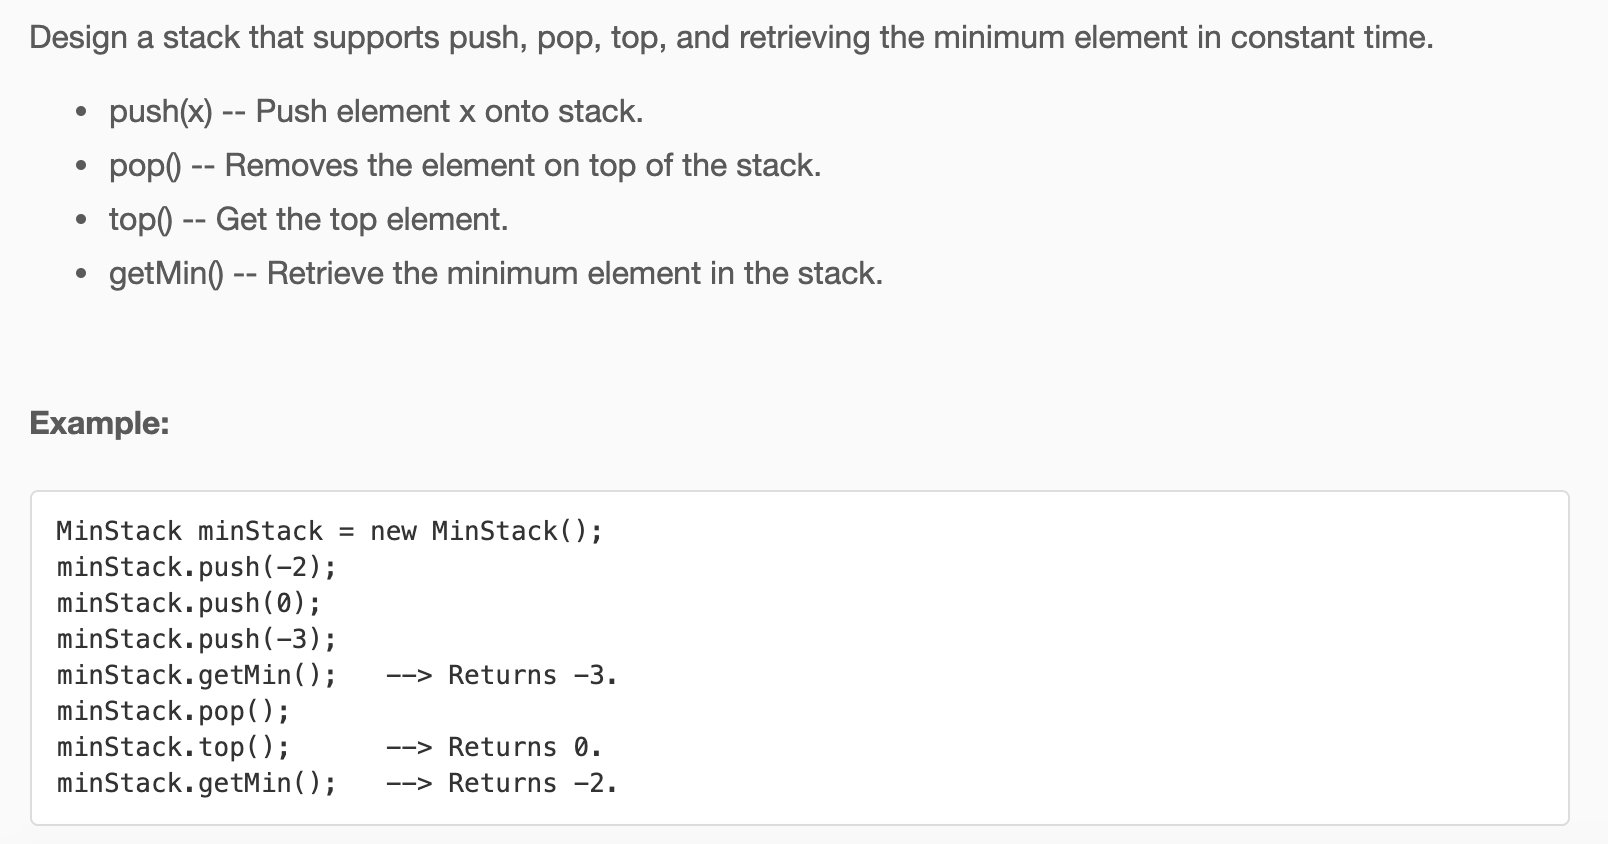 Design a stack that supports push, pop, top, and retrieving the minimum element in constant time.
• push(x) -- Push element x onto stack.
• pop() -- Removes the element on top of the stack.
• top() -- Get the top element.
• getMin() -- Retrieve the minimum element in the stack.
Example:
MinStack minStack = new MinStack();
minStack.push(-2);
minStack.push(0);
minStack.push(-3);
minStack.getMin();   --> Returns -3.
minStack.pop();
minStack.top();      --> Returns 0.
minStack.getMin();   --> Returns -2.